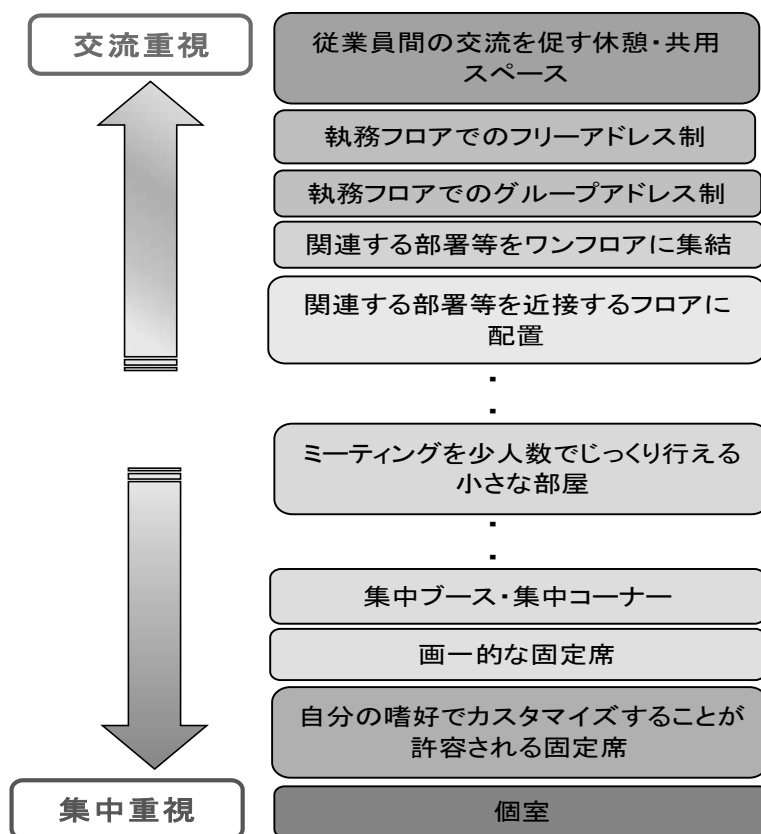 交流重視
従業員間の交流を促す休憩・共用
スペース
執務フロアでのフリーアドレス制
執務フロアでのグループアドレス制
関連する部署等をワンフロアに集結
関連する部署等を近接するフロアに
配置
・
・
ミーティングを少人数でじっくり行える
小さな部屋
・
・
集中ブース・集中コーナー
画一的な固定席
自分の嗜好でカスタマイズすることが
許容される固定席
集中重視
個室